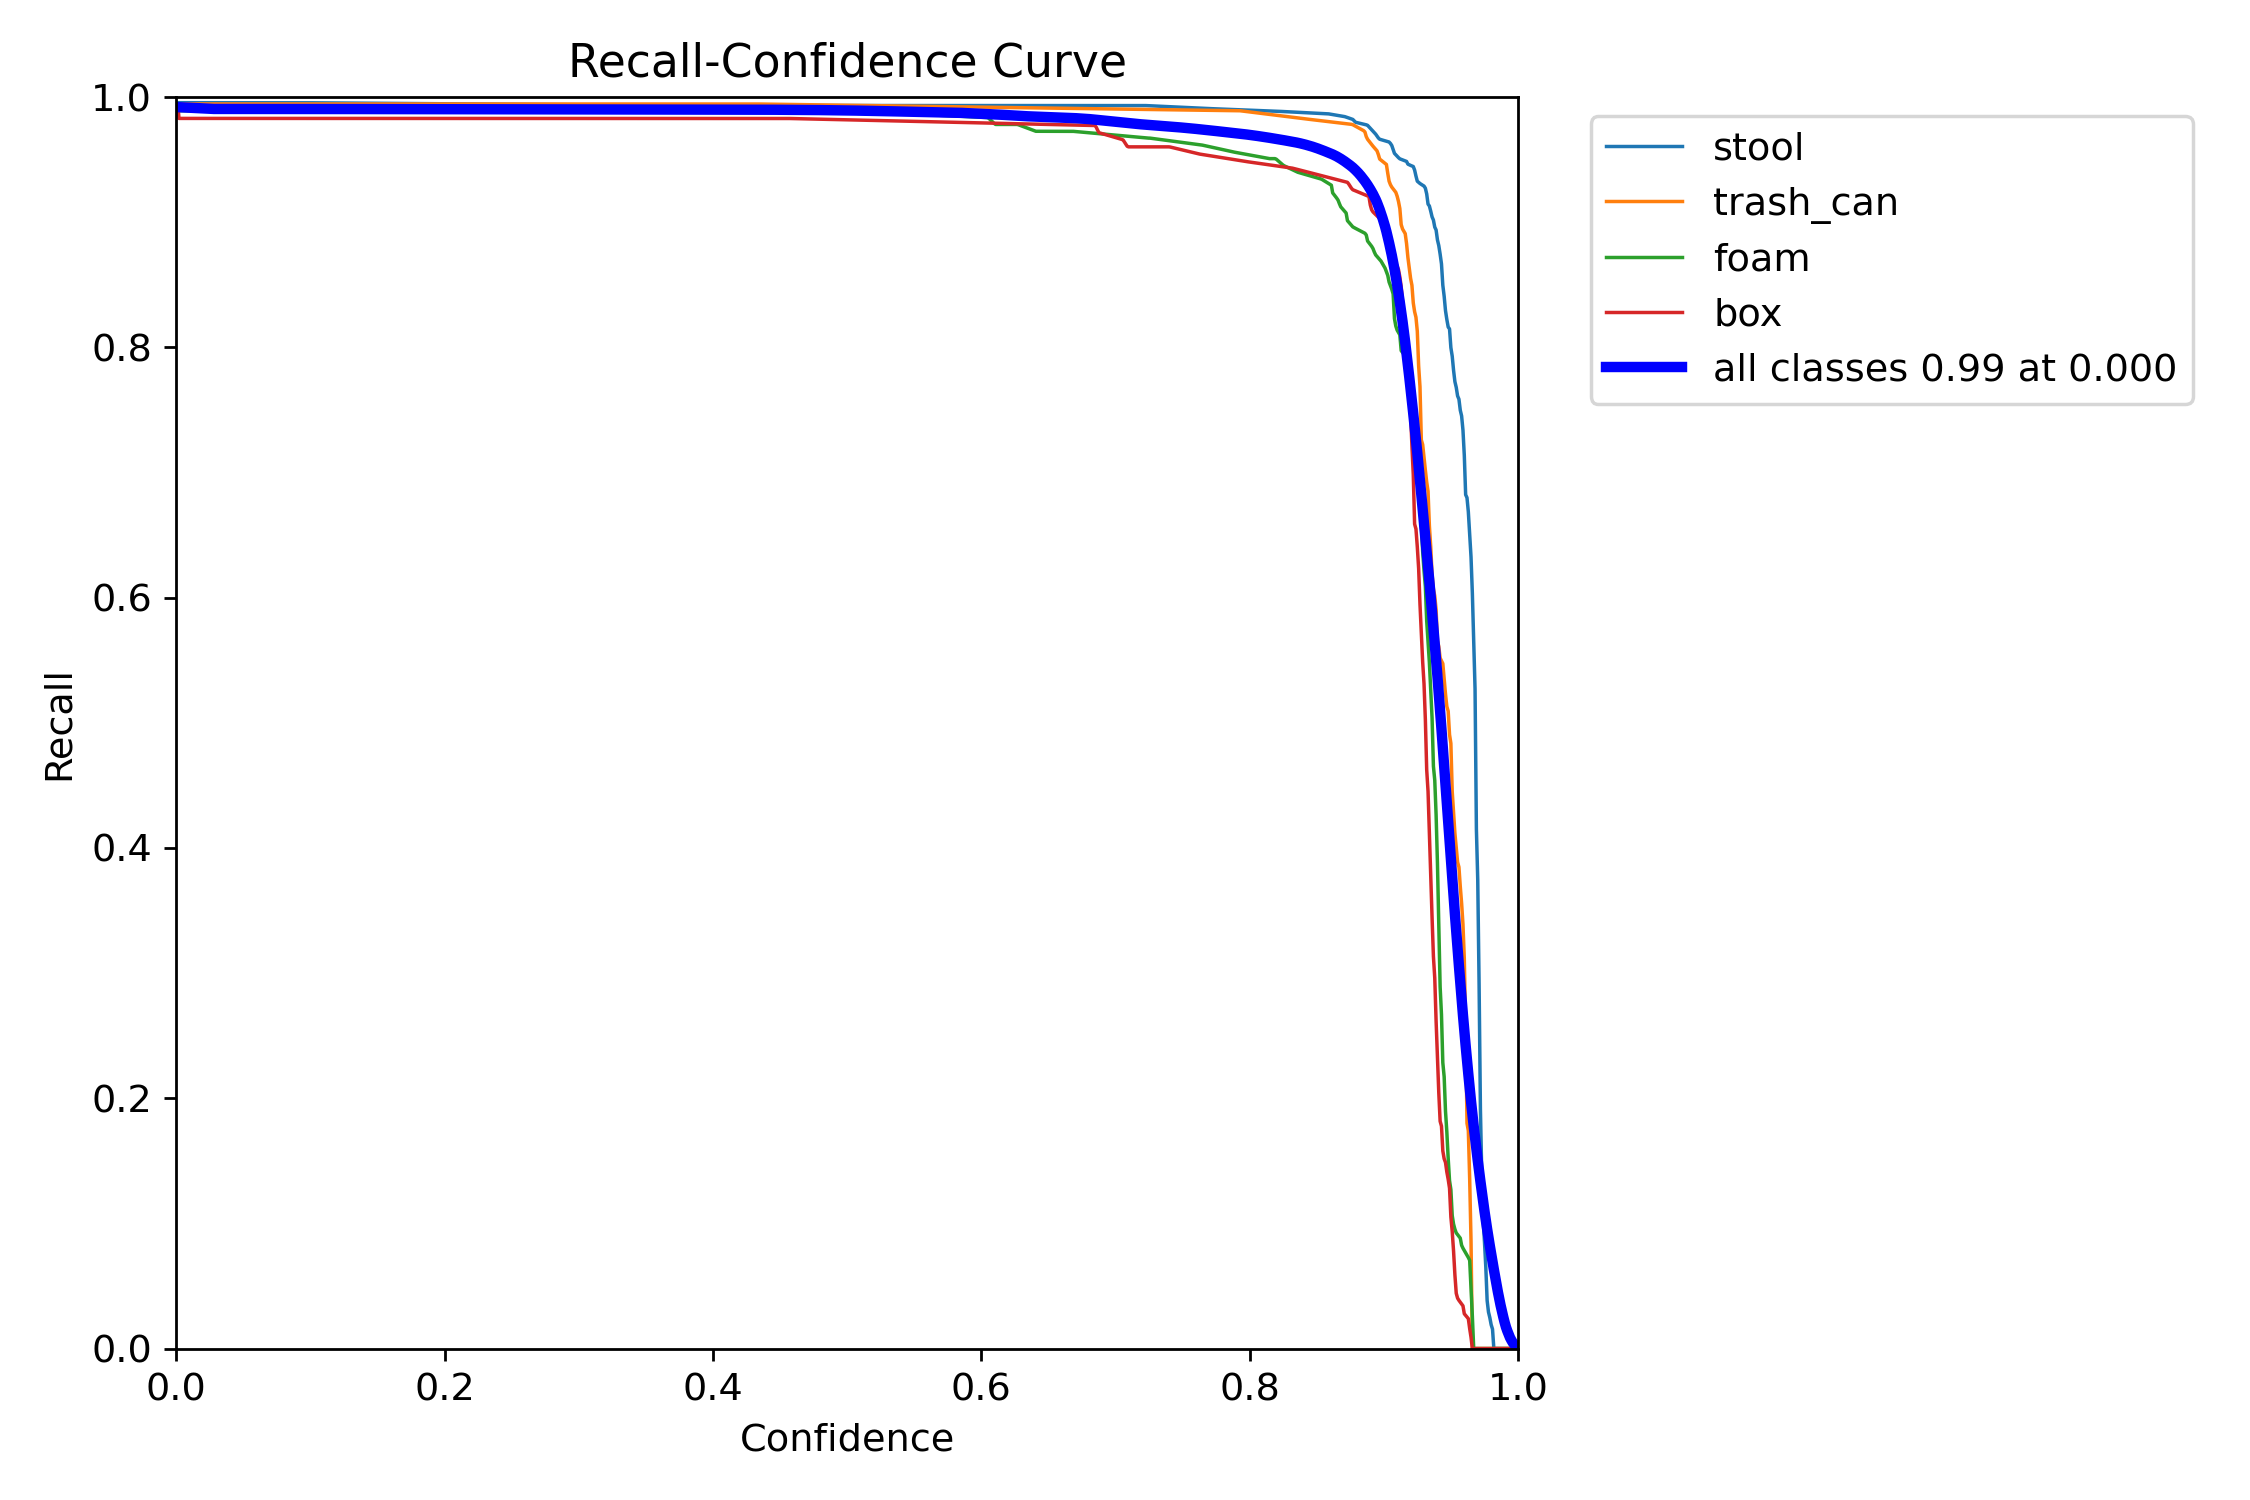 Recall-Confidence Curve
1.0
0.8
0.6
0.4
0.2
0.0
Recall
0.0 0.2 0.4 0.6 0.8 1.0
Confidence
stool
trash_can
foam
box
all classes 0.99 at 0.000